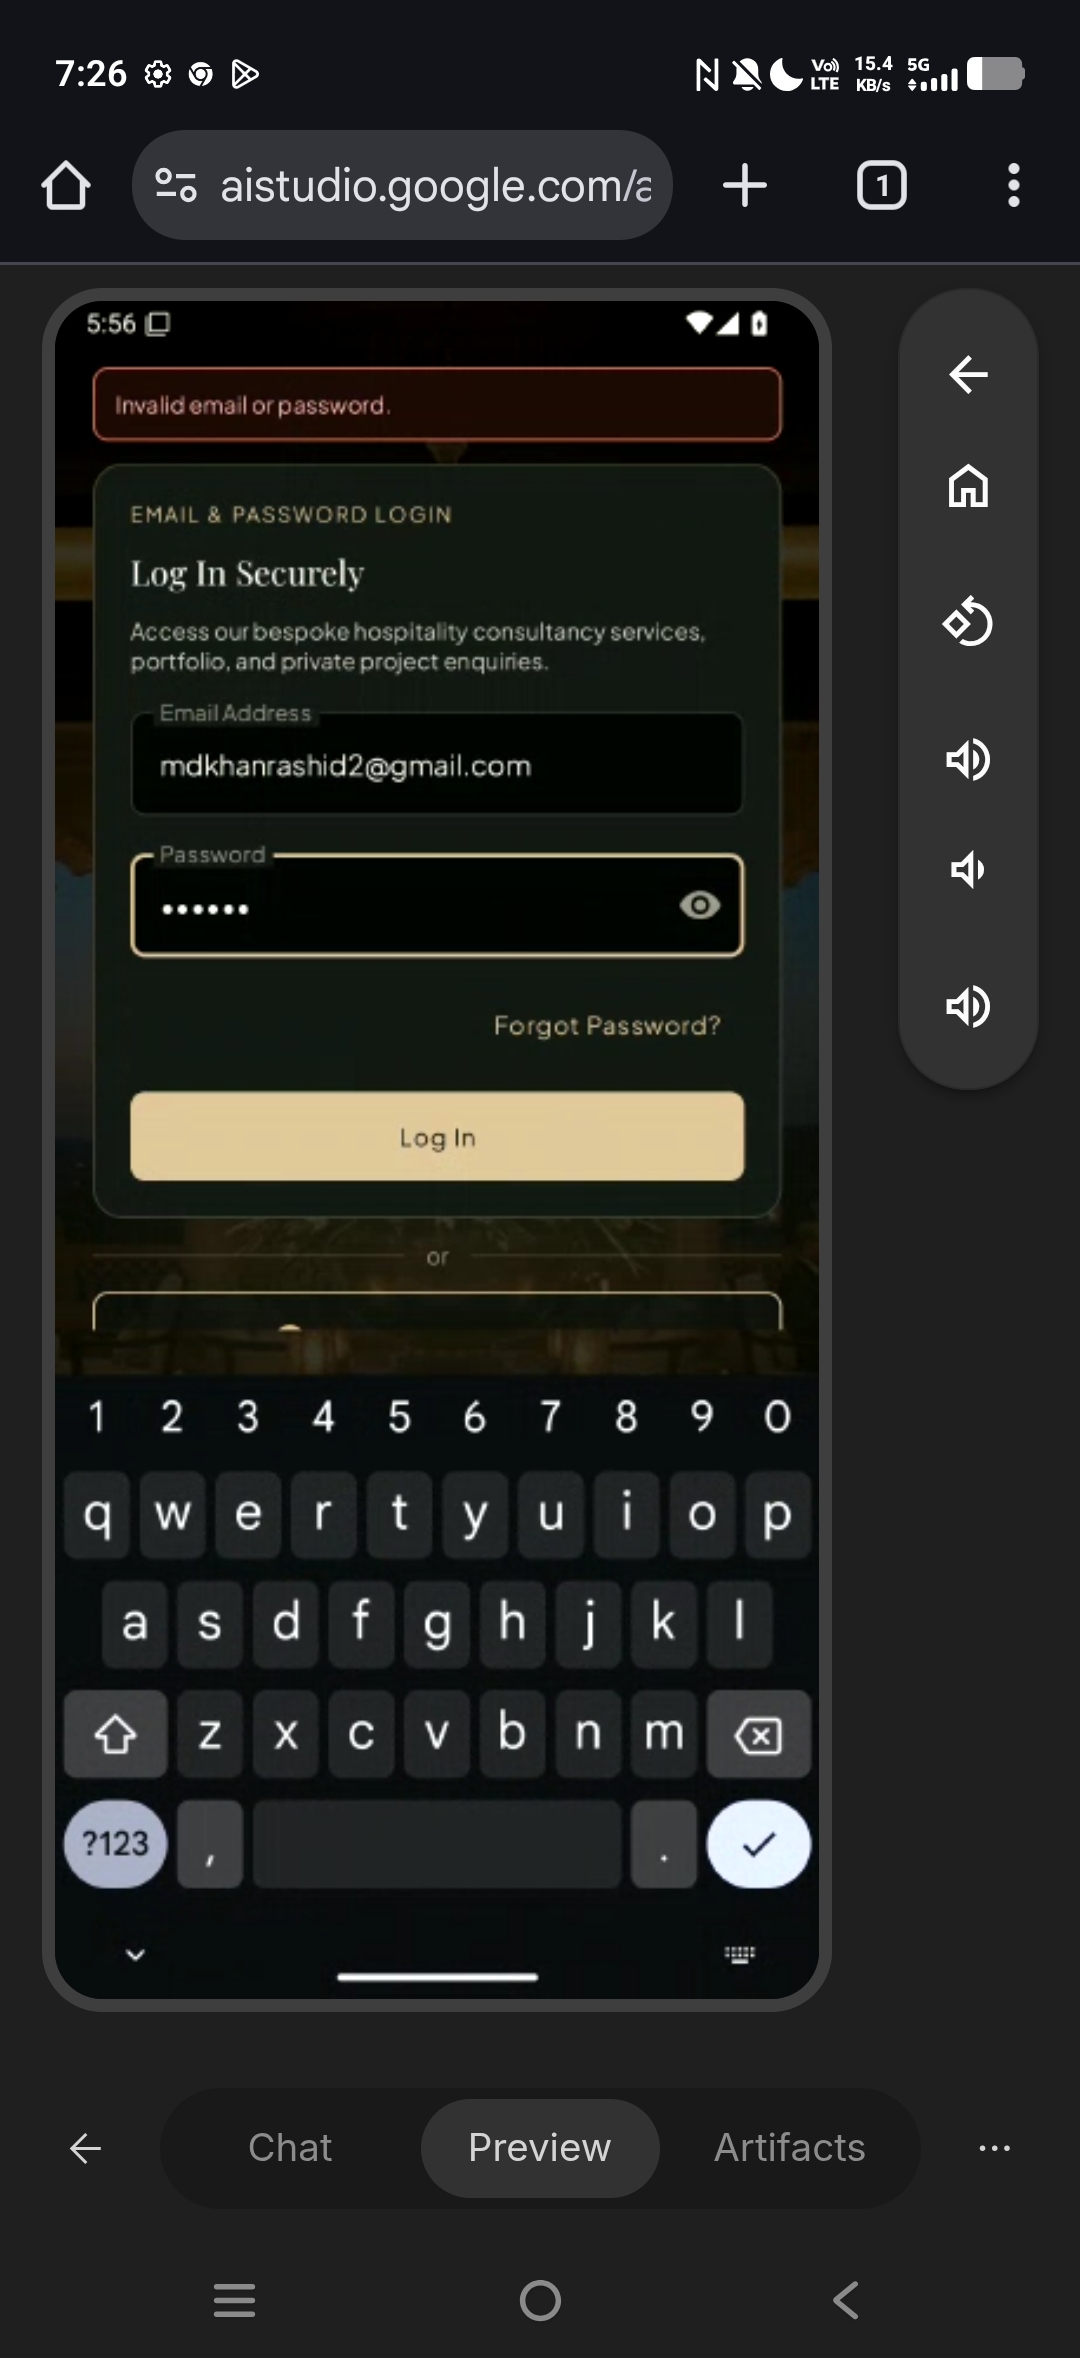 7:26
Vo) LTE
15.4 KB/s
5G
aistudio.google.com/a
1
5:56
Invalid email or password.
EMAIL & PASSWORD LOGIN
Log In Securely
Access our bespoke hospitality consultancy services,
portfolio, and private project enquiries.
Email Address
mdkhanrashid2@gmail.com
Password
••••••
Forgot Password?
Log In
or
1 2 3 4 5 6 7 8 9 0
q w e r t y u i o p
a s d f g h j k l
z x c v b n m
?123 , .
Chat Preview Artifacts